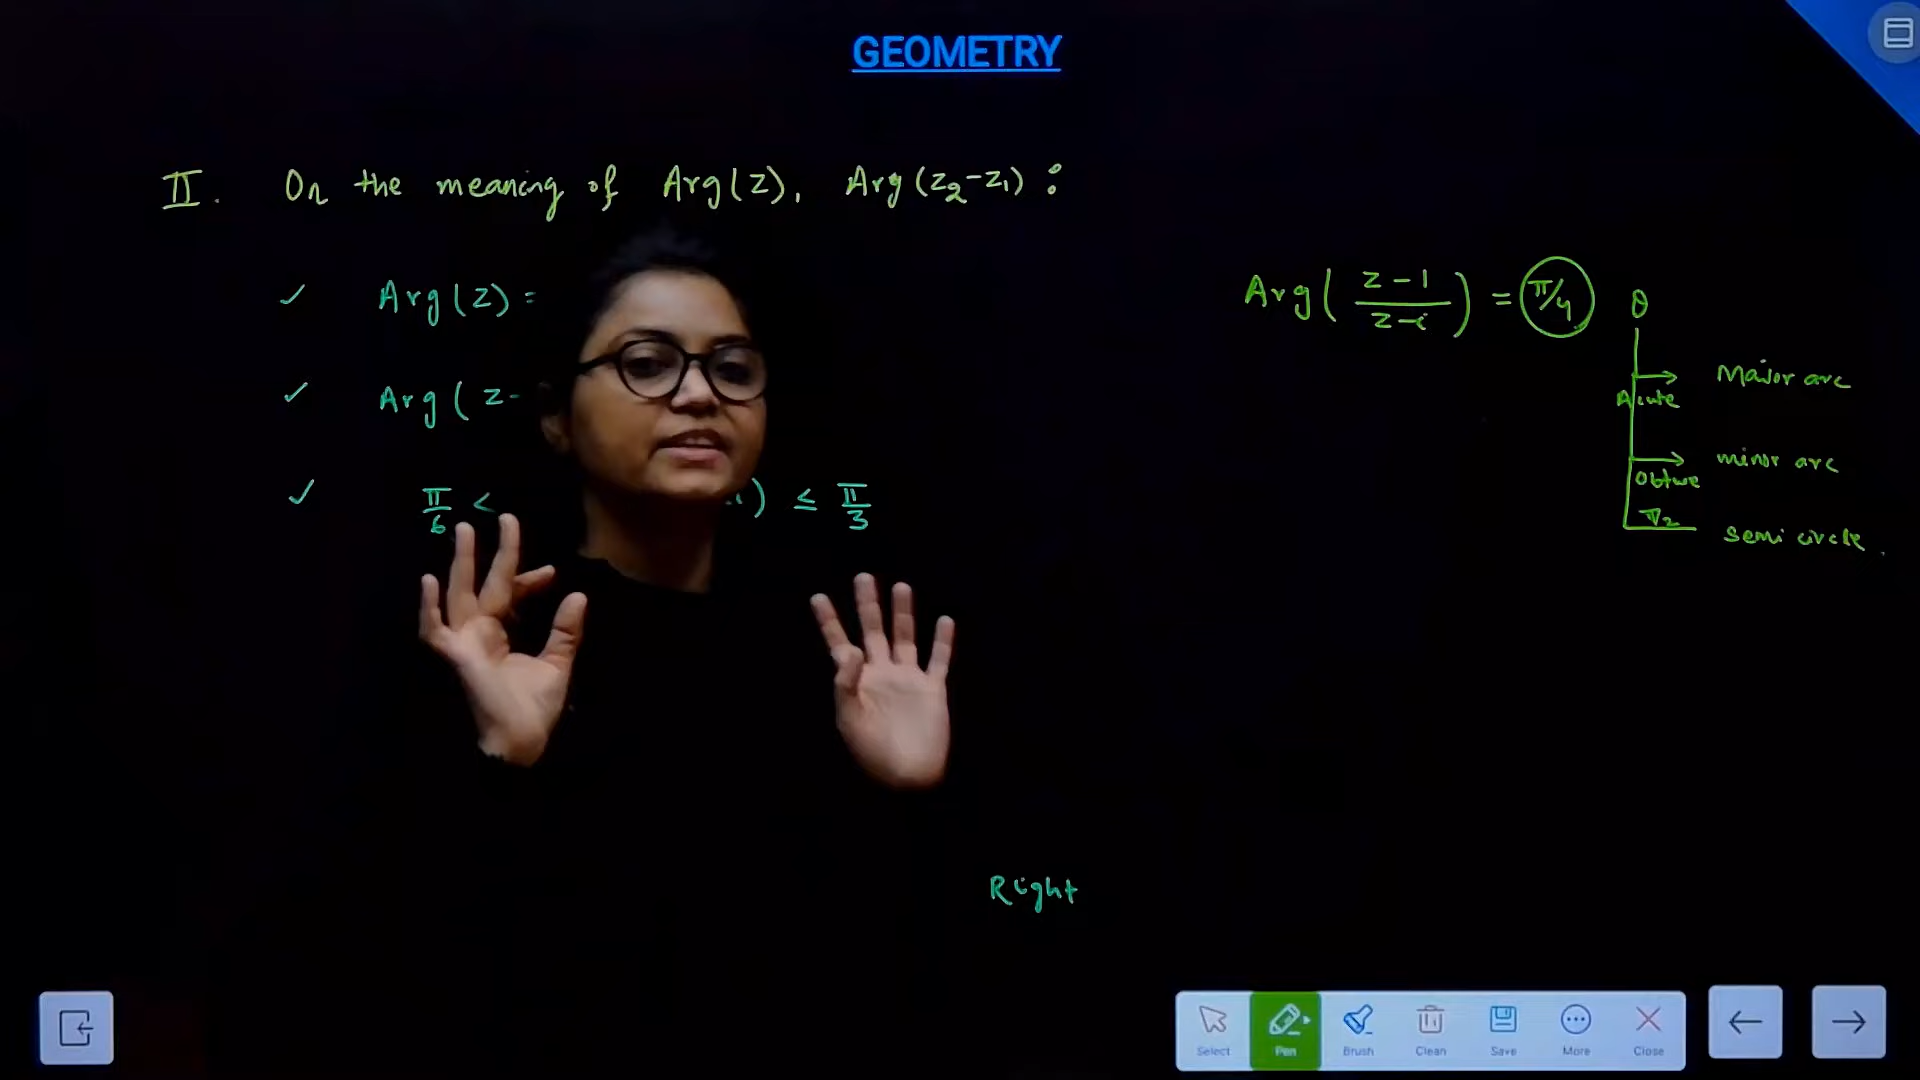 GEOMETRY
II. On the meaning of Arg(z), Arg(z₂-z₁) :
✓ Arg(z) =
✓ Arg( z-
✓ π/6 < ) ≤ π/3
Arg( (z-1)/(z-i) ) = π/4 θ
Major arc
Acute
minor arc
Obtuse
π/2
semi circle.
Right
Select Pen Brush Clean Save More Close